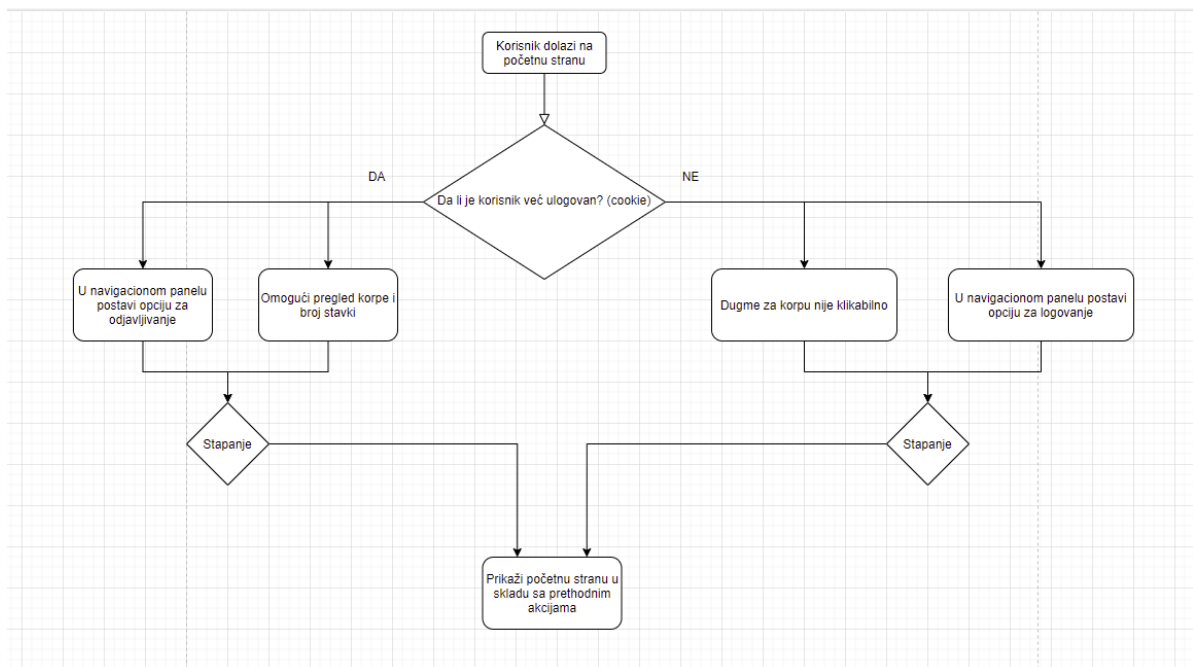 Korisnik dolazi na
početnu stranu
DA
NE
Da li je korisnik već ulogovan? (cookie)
U navigacionom panelu
postavi opciju za
odjavljivanje
Omogući pregled korpe i
broj stavki
Dugme za korpu nije klikabilno
U navigacionom panelu postavi
opciju za logovanje
Stapanje
Stapanje
Prikaži početnu stranu u
skladu sa prethodnim
akcijama